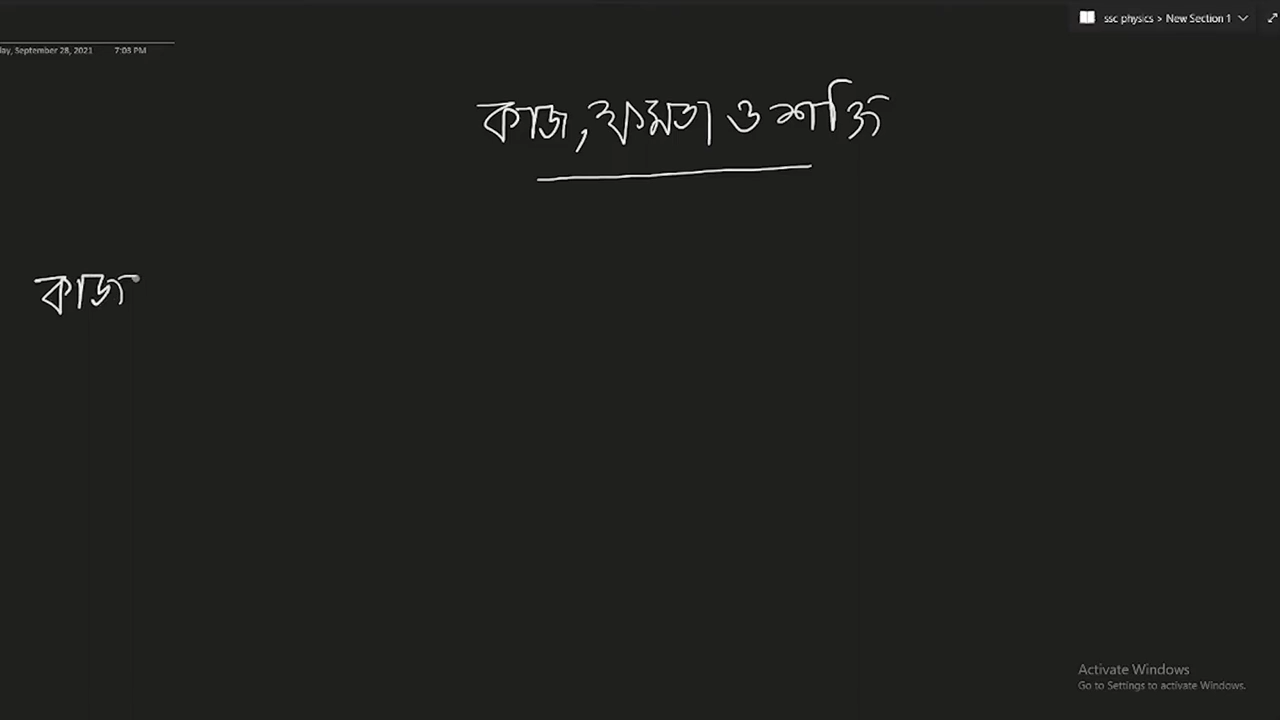 ssc physics > New Section 1
September 28, 2021 7:03 PM
কাজ, ক্ষমতা ও শক্তি
কাজ
Activate Windows
Go to Settings to activate Windows.